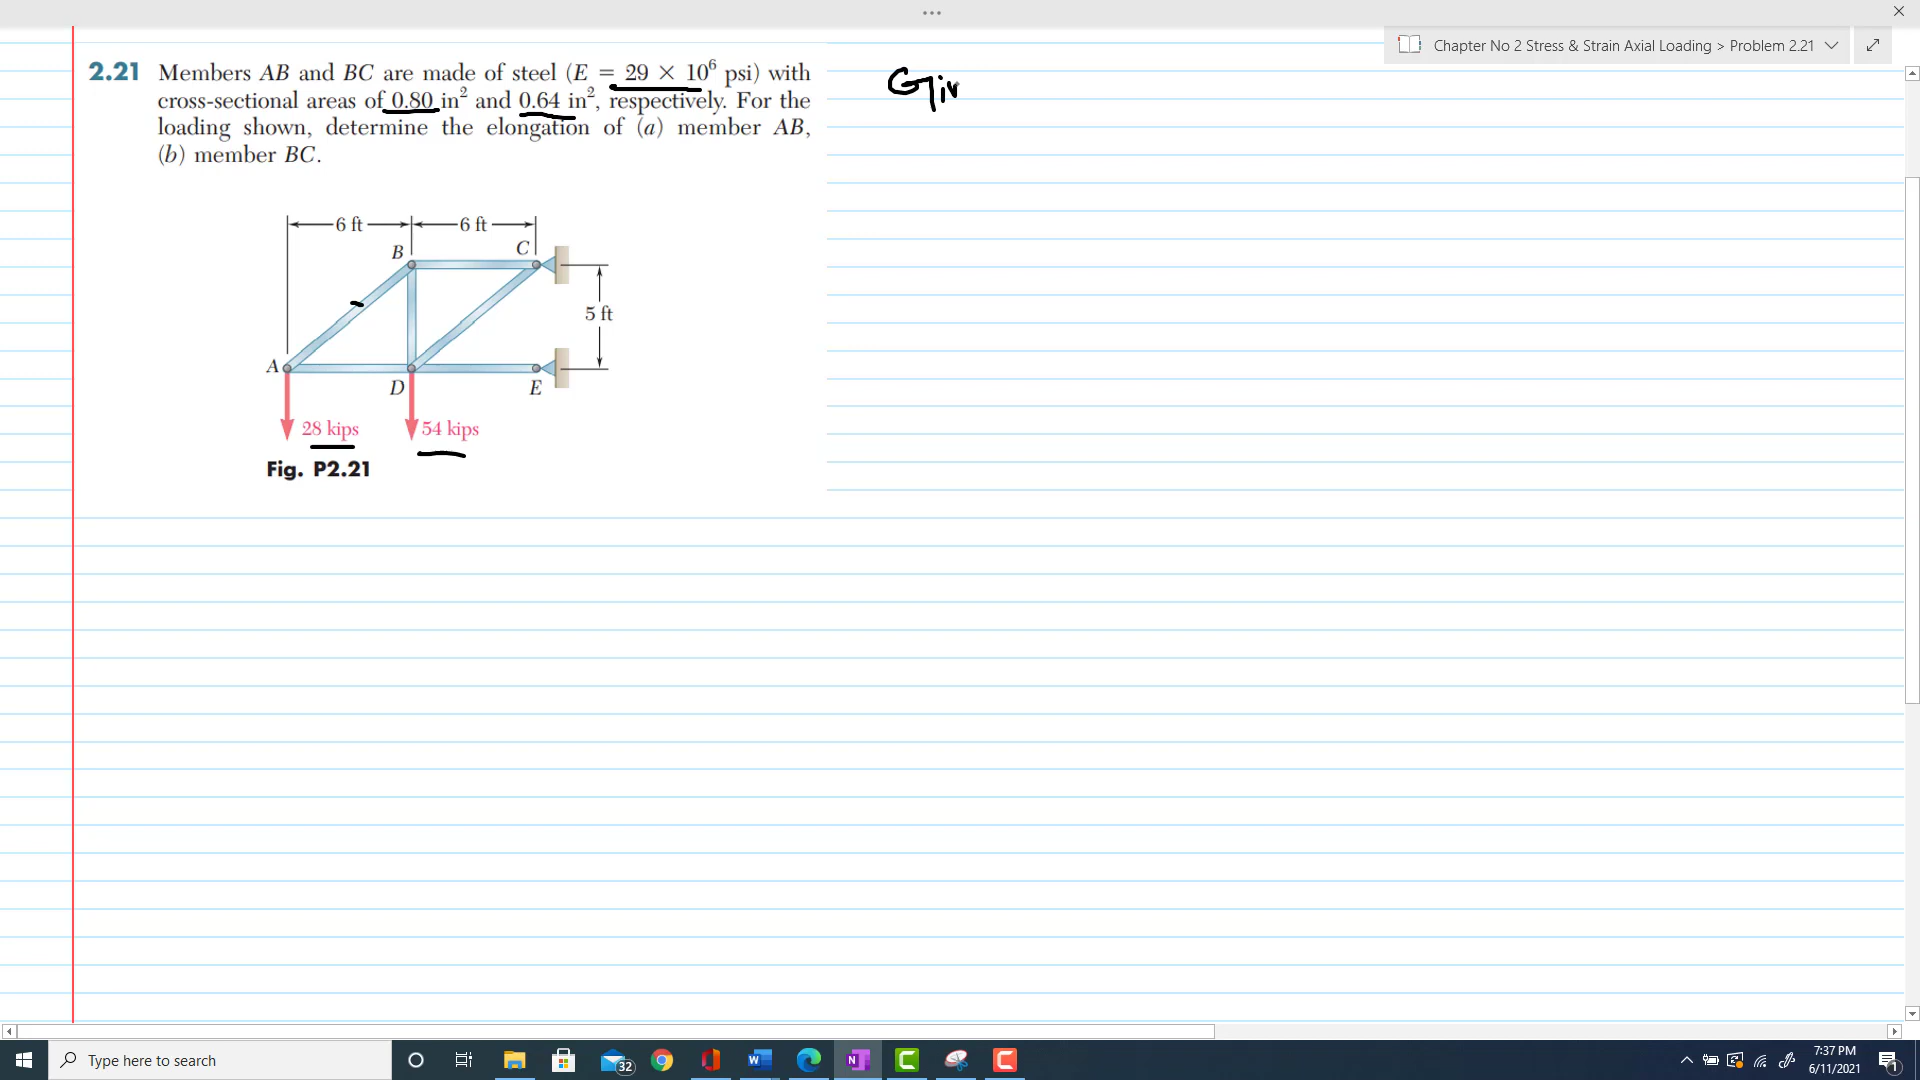 Chapter No 2 Stress & Strain Axial Loading > Problem 2.21
2.21 Members AB and BC are made of steel (E = 29 × 10⁶ psi) with
cross-sectional areas of 0.80 in² and 0.64 in², respectively. For the
loading shown, determine the elongation of (a) member AB,
(b) member BC.
Giv
6 ft 6 ft
B C
5 ft
A
D E
28 kips 54 kips
Fig. P2.21
Type here to search
32
7:37 PM
6/11/2021
1